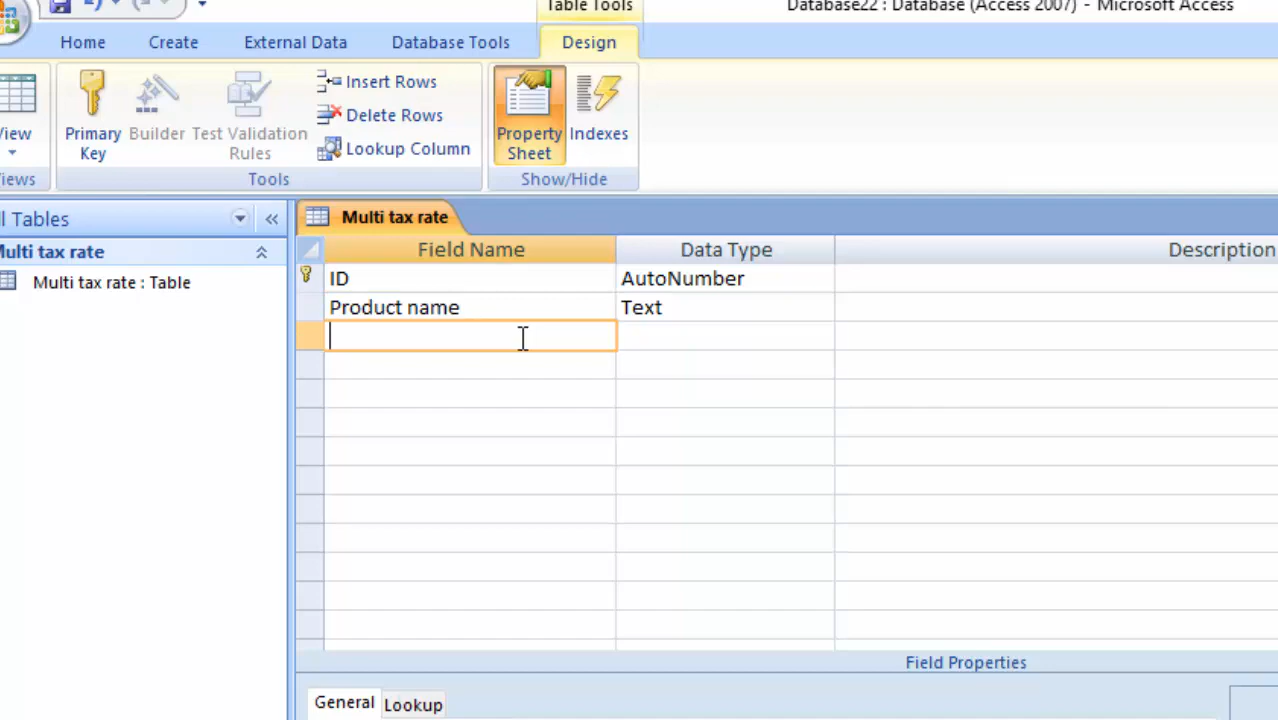 Table Tools
Database22 : Database (Access 2007) - Microsoft Access
Home Create External Data Database Tools Design
View
Primary Key
Builder
Test Validation Rules
Insert Rows
Delete Rows
Lookup Column
Property Sheet
Indexes
Views Tools Show/Hide
All Tables
Multi tax rate
Multi tax rate : Table
Multi tax rate
Field Name Data Type Description
ID AutoNumber
Product name Text
Field Properties
General Lookup